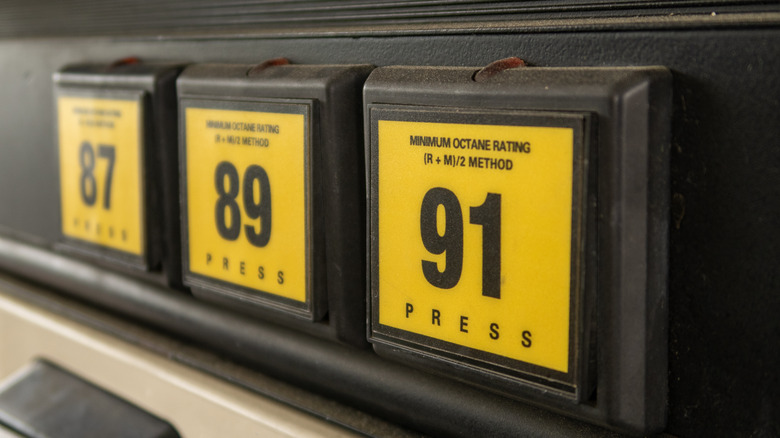 87
PRESS
MINIMUM OCTANE RATING
(R + M)/2 METHOD
89
PRESS
MINIMUM OCTANE RATING
(R + M)/2 METHOD
91
PRESS